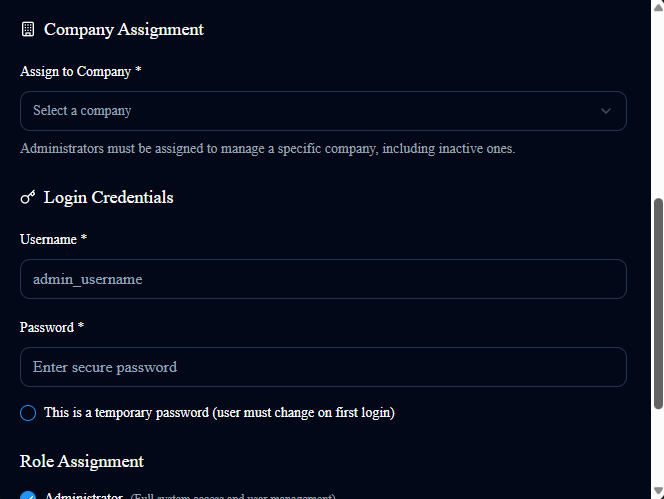 Company Assignment
Assign to Company *
Select a company
Administrators must be assigned to manage a specific company, including inactive ones.
Login Credentials
Username *
admin_username
Password *
Enter secure password
This is a temporary password (user must change on first login)
Role Assignment
Administrator (Full system access and user management)